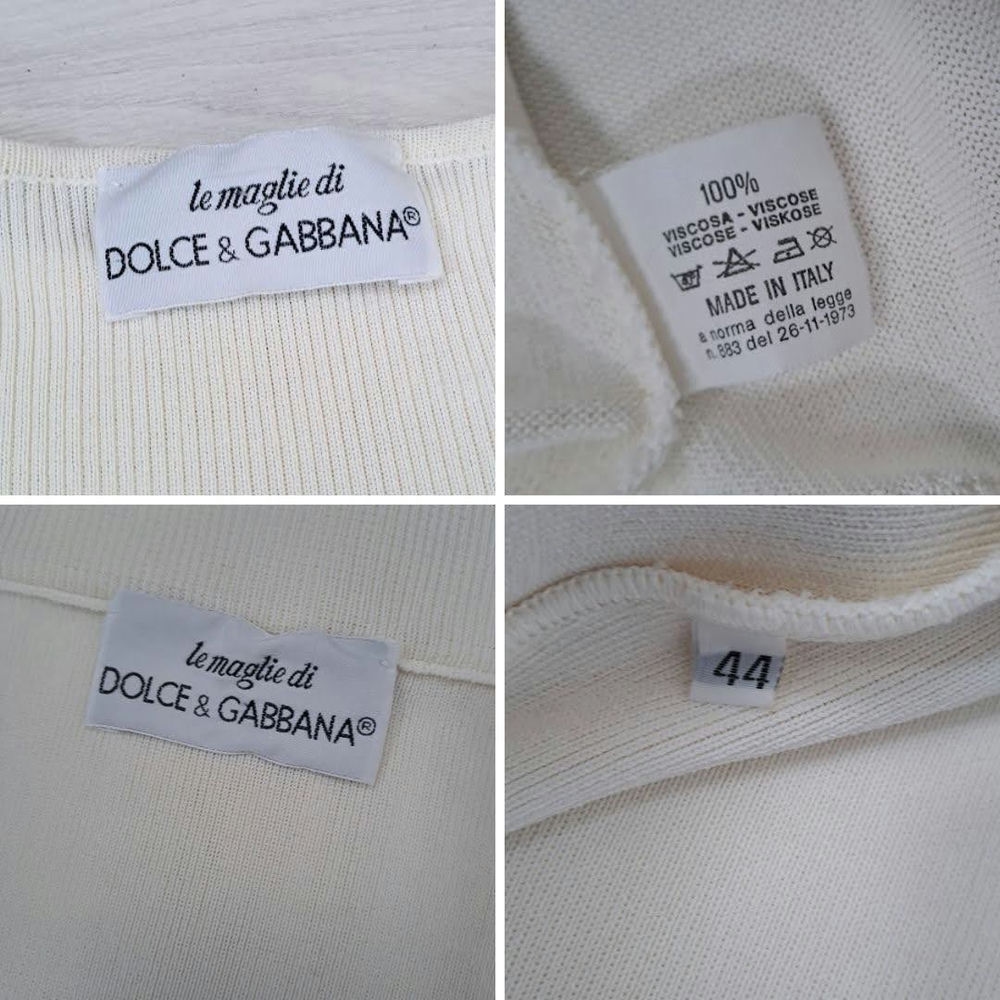 le maglie di
DOLCE & GABBANA®
100%
VISCOSA - VISCOSE
VISCOSE - VISKOSE
MADE IN ITALY
a norma della legge
n. 883 del 26-11-1973
le maglie di
DOLCE & GABBANA®
44